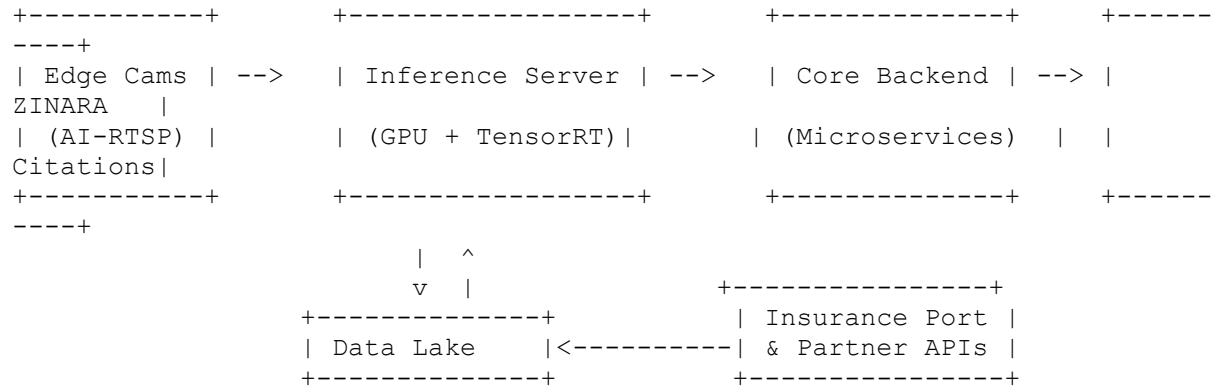 +-----------+ +------------------+ +--------------+ +------
----+
| Edge Cams | --> | Inference Server | --> | Core Backend | --> |
ZINARA |
| (AI-RTSP) | | (GPU + TensorRT)| | (Microservices) | |
Citations|
+-----------+ +------------------+ +--------------+ +------
----+
| ^
v |
+----------------+
+--------------+ | Insurance Port |
| Data Lake |<----------| & Partner APIs |
+--------------+ +----------------+